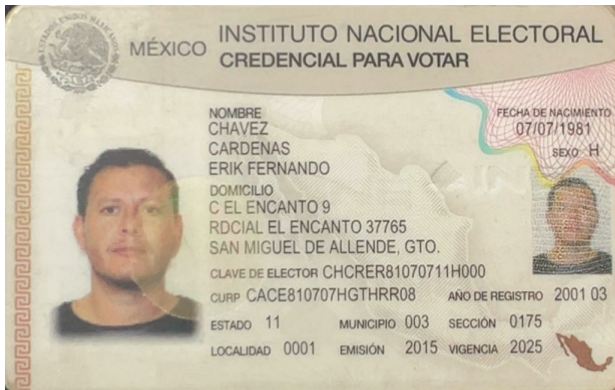 MÉXICO
INSTITUTO NACIONAL ELECTORAL
CREDENCIAL PARA VOTAR
NOMBRE
CHAVEZ
CARDENAS
ERIK FERNANDO
FECHA DE NACIMIENTO
07/07/1981
SEXO H
DOMICILIO
C EL ENCANTO 9
RDCIAL EL ENCANTO 37765
SAN MIGUEL DE ALLENDE, GTO.
CLAVE DE ELECTOR CHCRER81070711H000
CURP CACE810707HGTHRR08 AÑO DE REGISTRO 2001 03
ESTADO 11 MUNICIPIO 003 SECCIÓN 0175
LOCALIDAD 0001 EMISIÓN 2015 VIGENCIA 2025